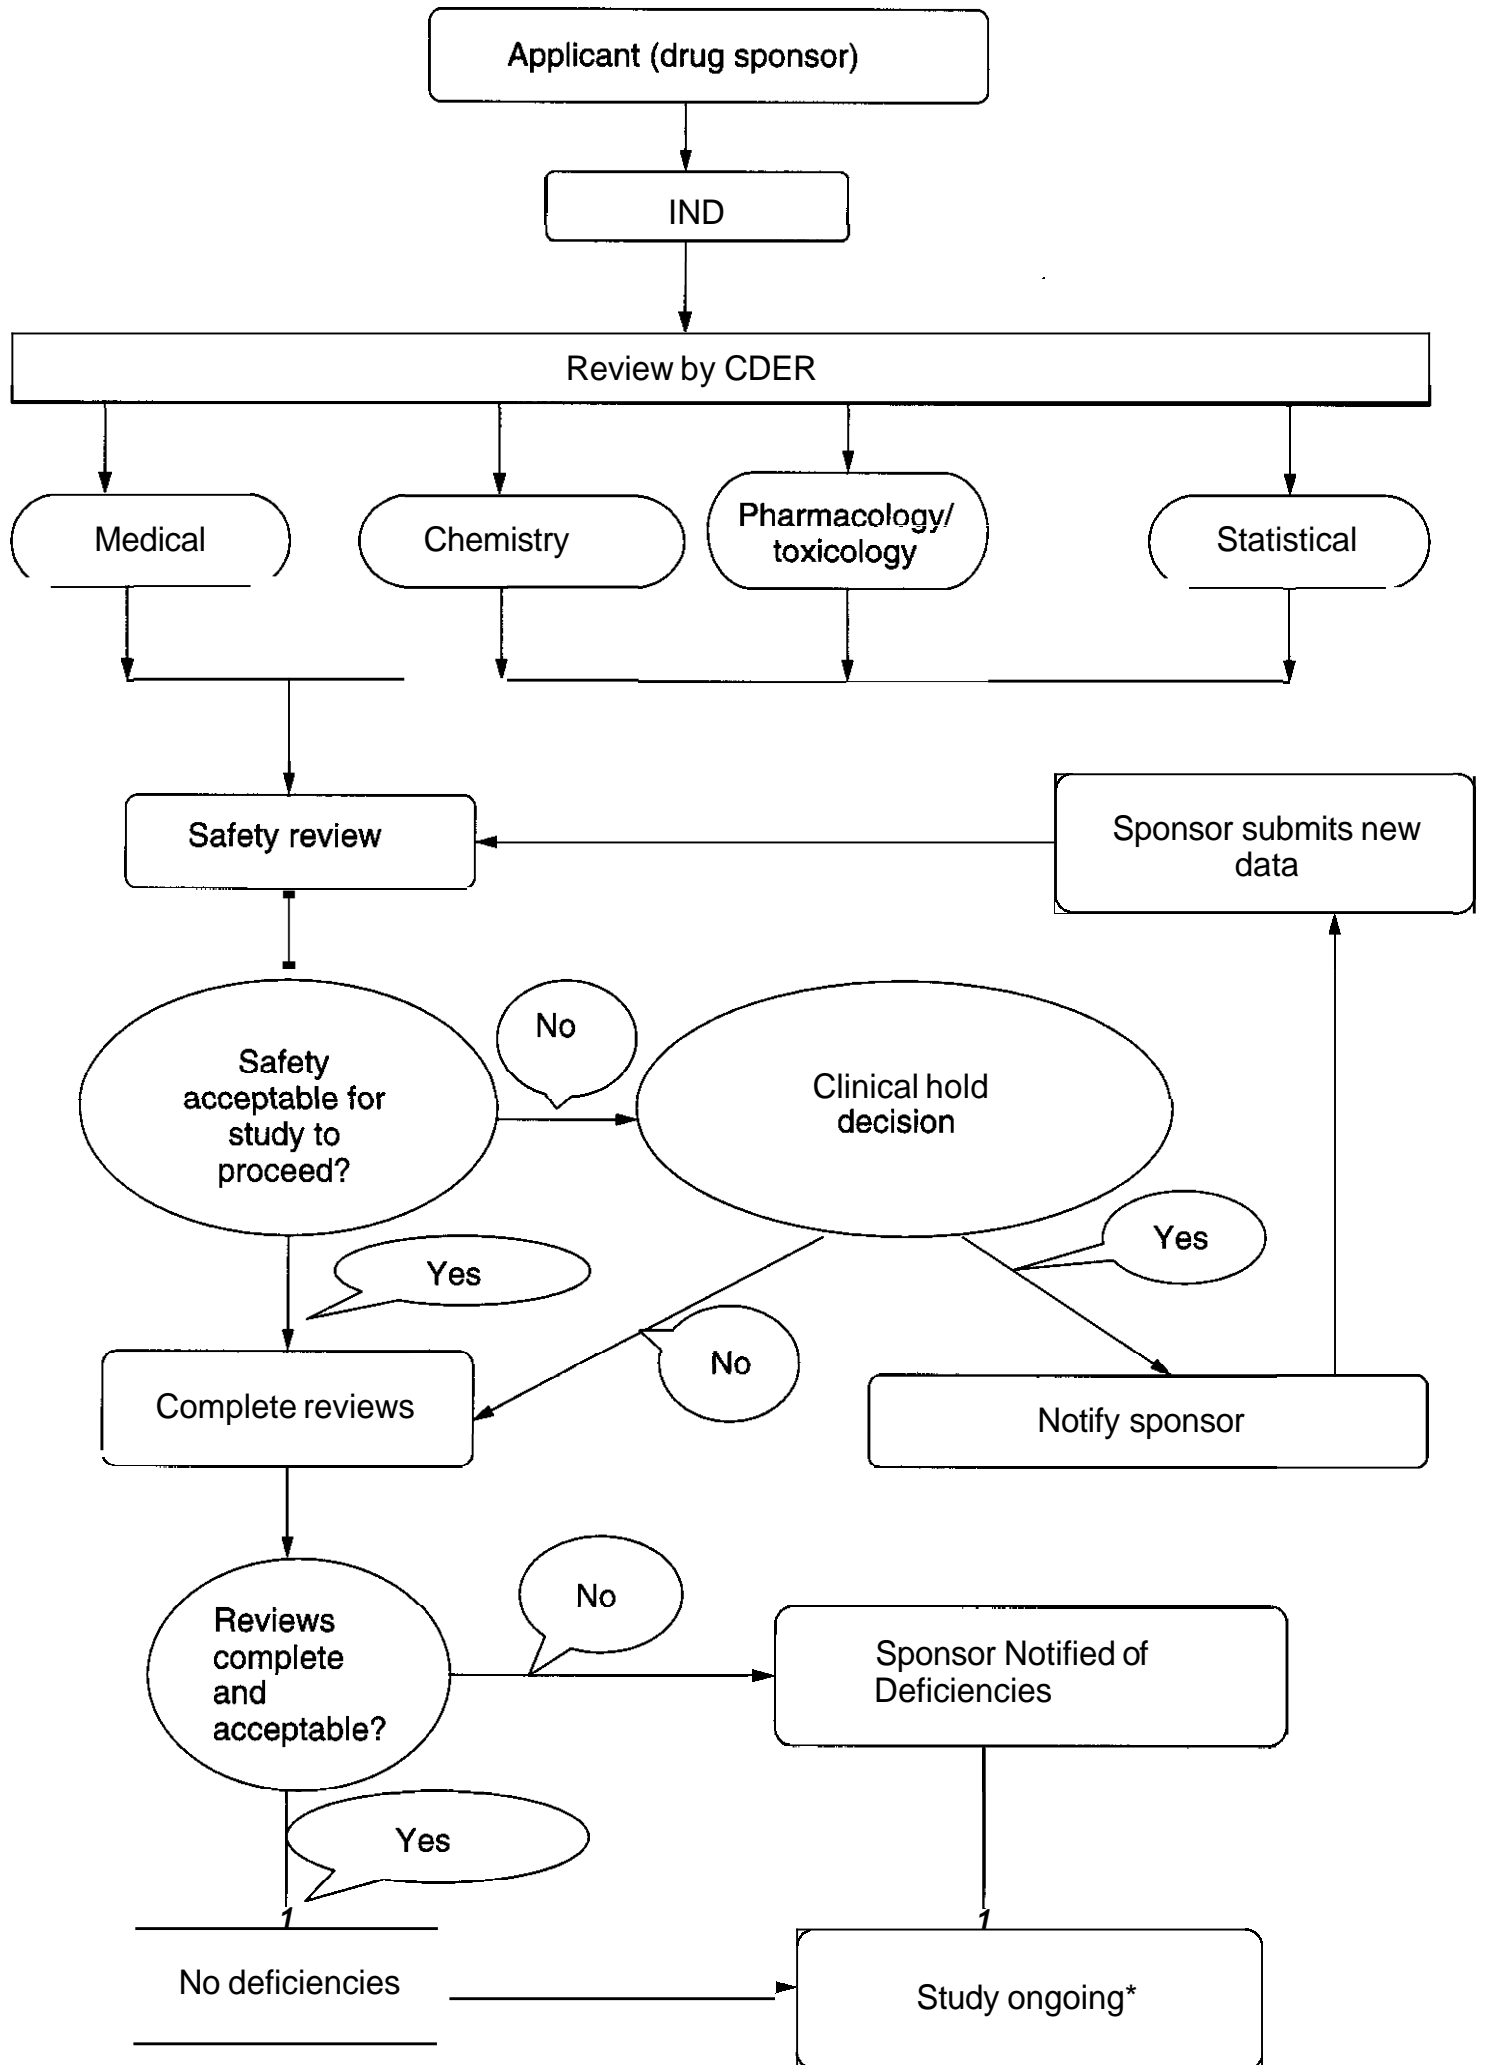 Applicant (drug sponsor)
IND
Review by CDER
Medical
Chemistry
Pharmacology/
toxicology
Statistical
Safety review
Sponsor submits new
data
Safety
acceptable for
study to
proceed?
No
Clinical hold
decision
Yes
Yes
No
Complete reviews
Notify sponsor
Reviews
complete
and
acceptable?
No
Sponsor Notified of
Deficiencies
Yes
1
1
No deficiencies
Study ongoing*